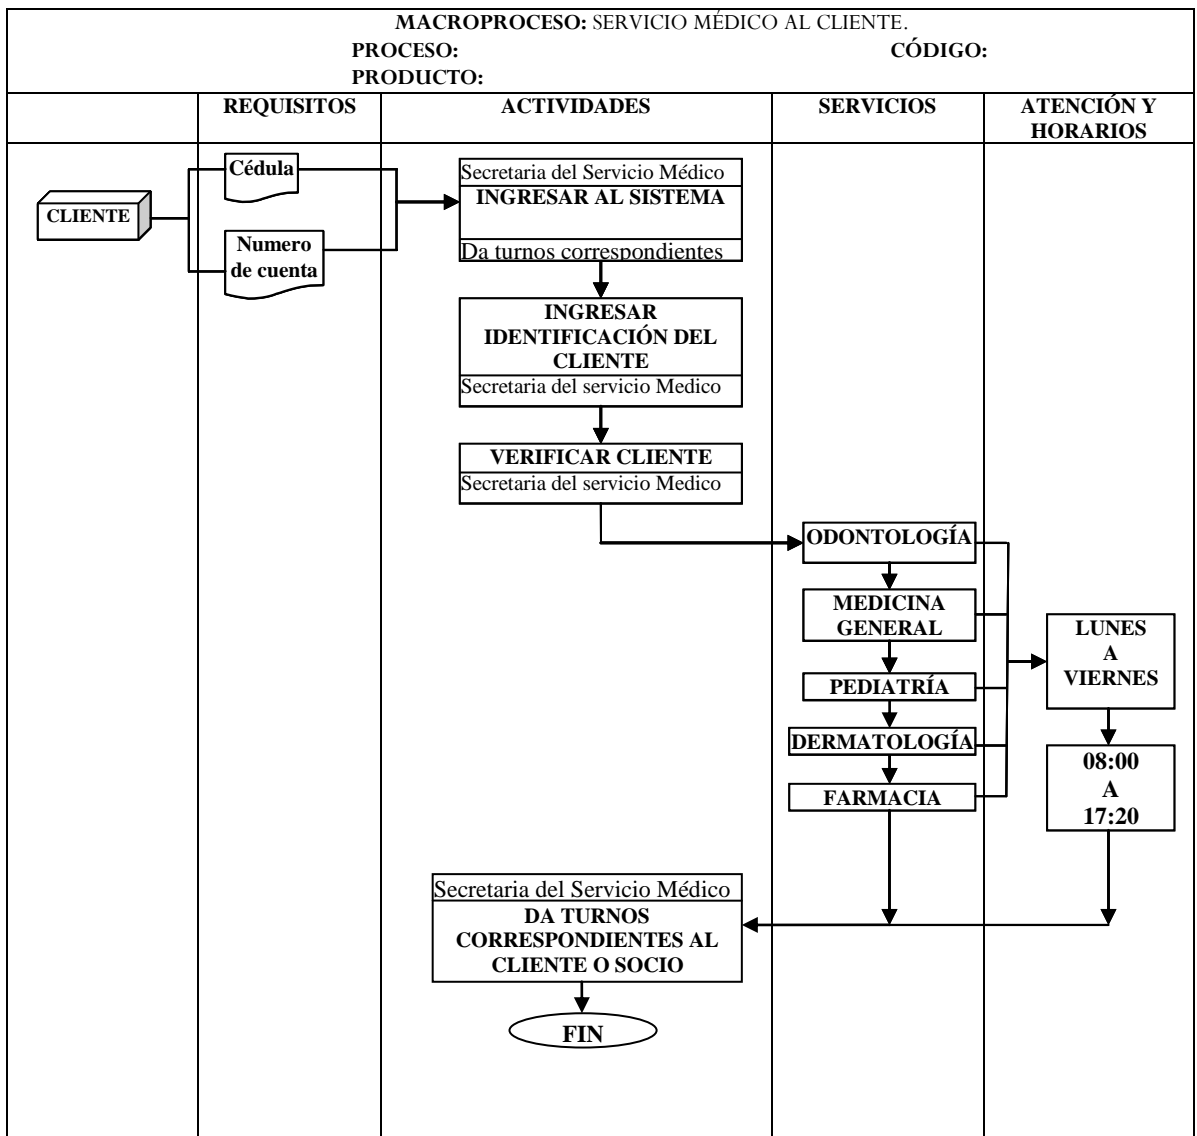 MACROPROCESO: SERVICIO MÉDICO AL CLIENTE.
PROCESO: CÓDIGO:
PRODUCTO:
REQUISITOS ACTIVIDADES SERVICIOS ATENCIÓN Y
HORARIOS
CLIENTE
Cédula
Numero
de cuenta
Secretaria del Servicio Médico
INGRESAR AL SISTEMA
Da turnos correspondientes
INGRESAR
IDENTIFICACIÓN DEL
CLIENTE
Secretaria del servicio Medico
VERIFICAR CLIENTE
Secretaria del servicio Medico
ODONTOLOGÍA
MEDICINA
GENERAL
PEDIATRÍA
DERMATOLOGÍA
FARMACIA
LUNES
A
VIERNES
08:00
A
17:20
Secretaria del Servicio Médico
DA TURNOS
CORRESPONDIENTES AL
CLIENTE O SOCIO
FIN